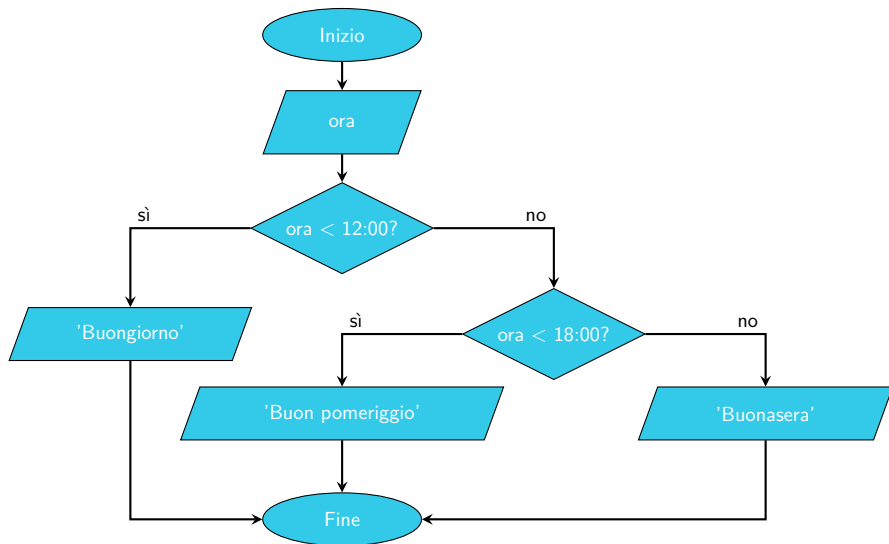 Inizio
ora
ora < 12:00?
sì
no
'Buongiorno'
ora < 18:00?
sì
no
'Buon pomeriggio'
'Buonasera'
Fine